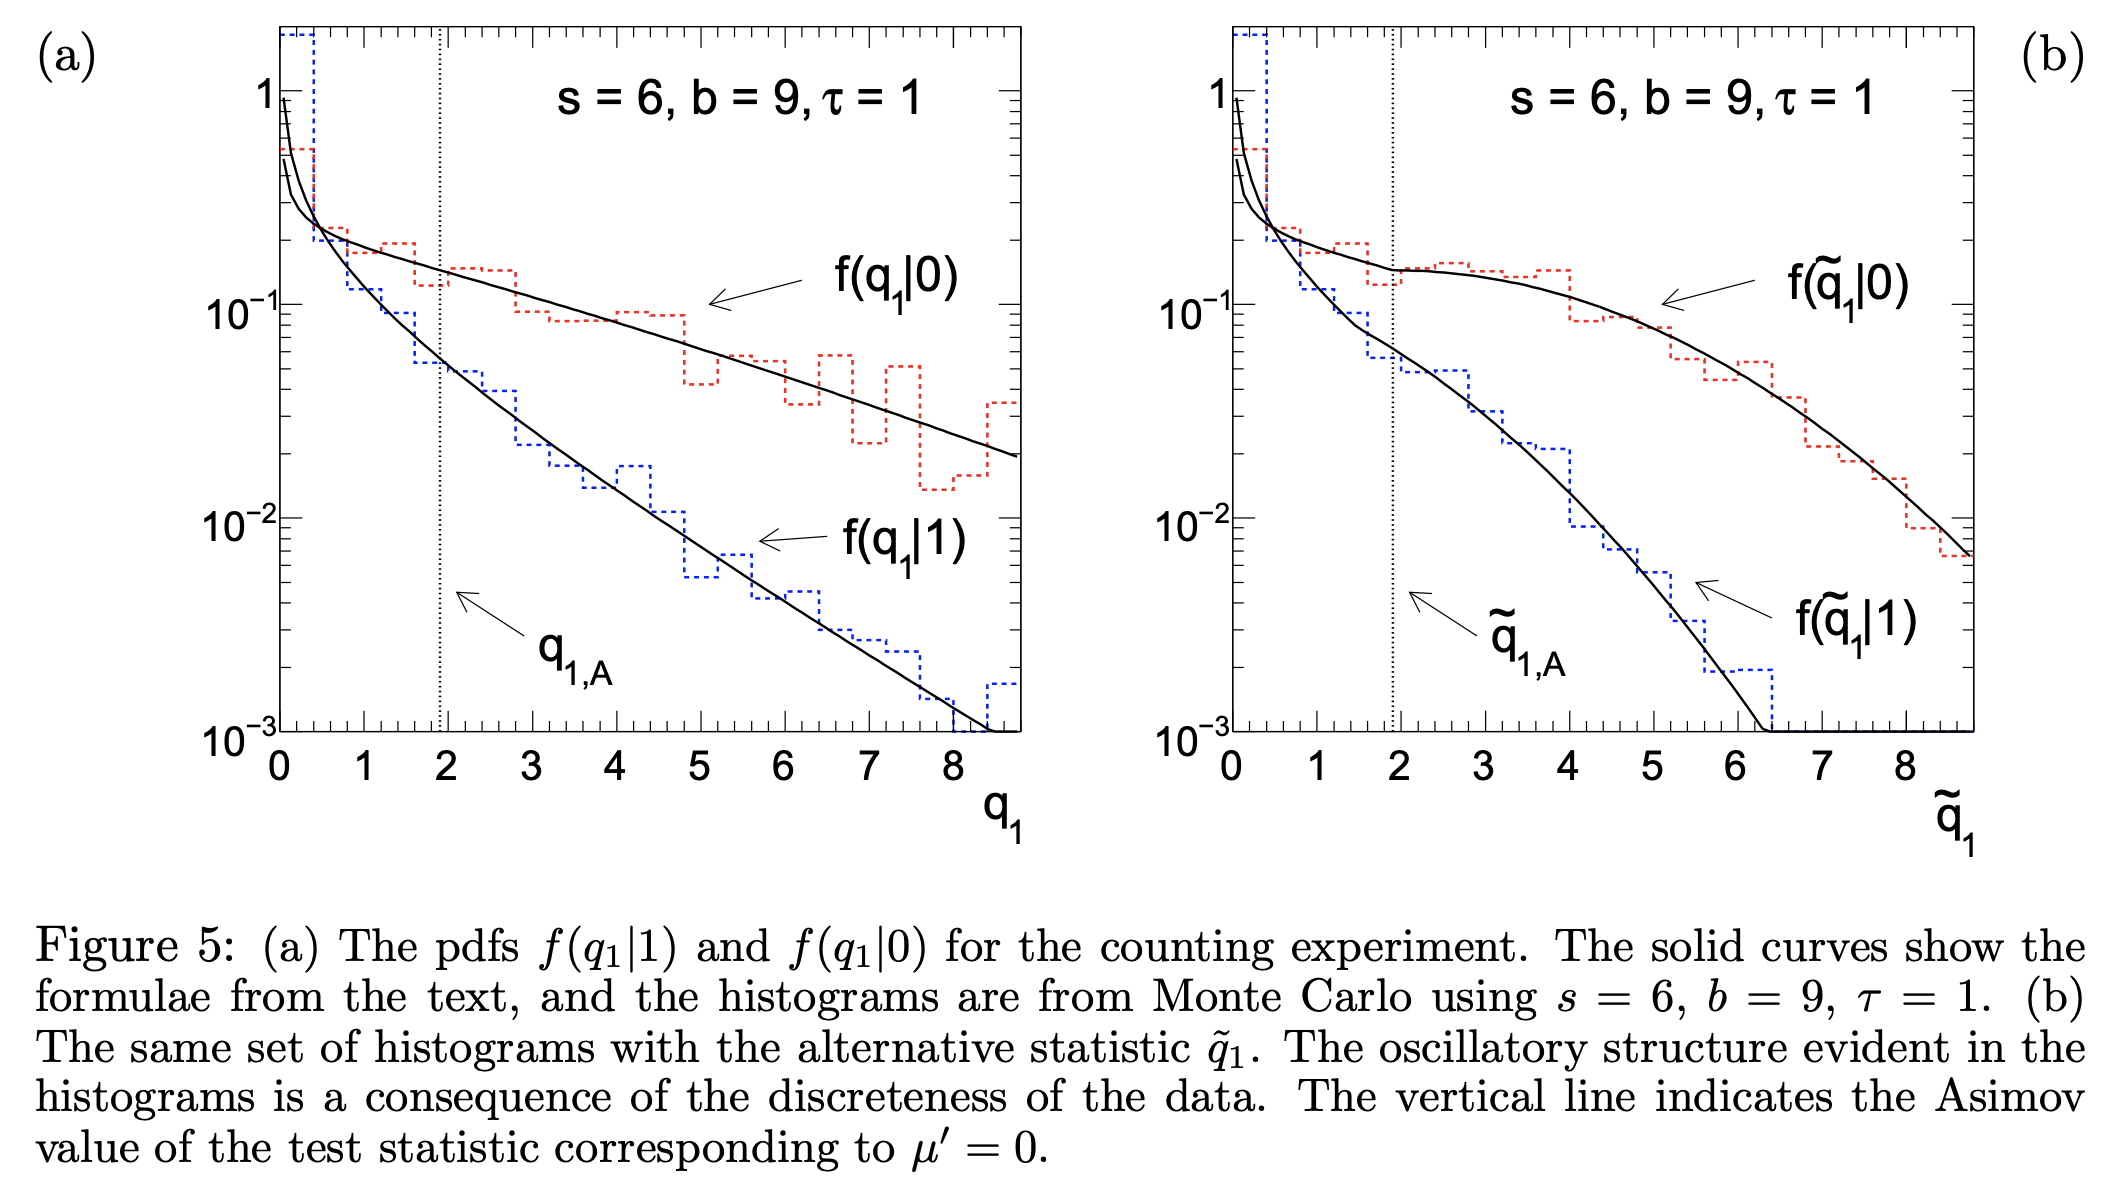 (a)
s = 6, b = 9, τ = 1
1
10⁻¹
10⁻²
10⁻³
f(q₁|0)
f(q₁|1)
q₁,A
0 1 2 3 4 5 6 7 8
q₁
(b)
s = 6, b = 9, τ = 1
1
10⁻¹
10⁻²
10⁻³
f(q̃₁|0)
f(q̃₁|1)
q̃₁,A
0 1 2 3 4 5 6 7 8
q̃₁
Figure 5: (a) The pdfs f(q₁|1) and f(q₁|0) for the counting experiment. The solid curves show the
formulae from the text, and the histograms are from Monte Carlo using s = 6, b = 9, τ = 1. (b)
The same set of histograms with the alternative statistic q̃₁. The oscillatory structure evident in the
histograms is a consequence of the discreteness of the data. The vertical line indicates the Asimov
value of the test statistic corresponding to μ′ = 0.